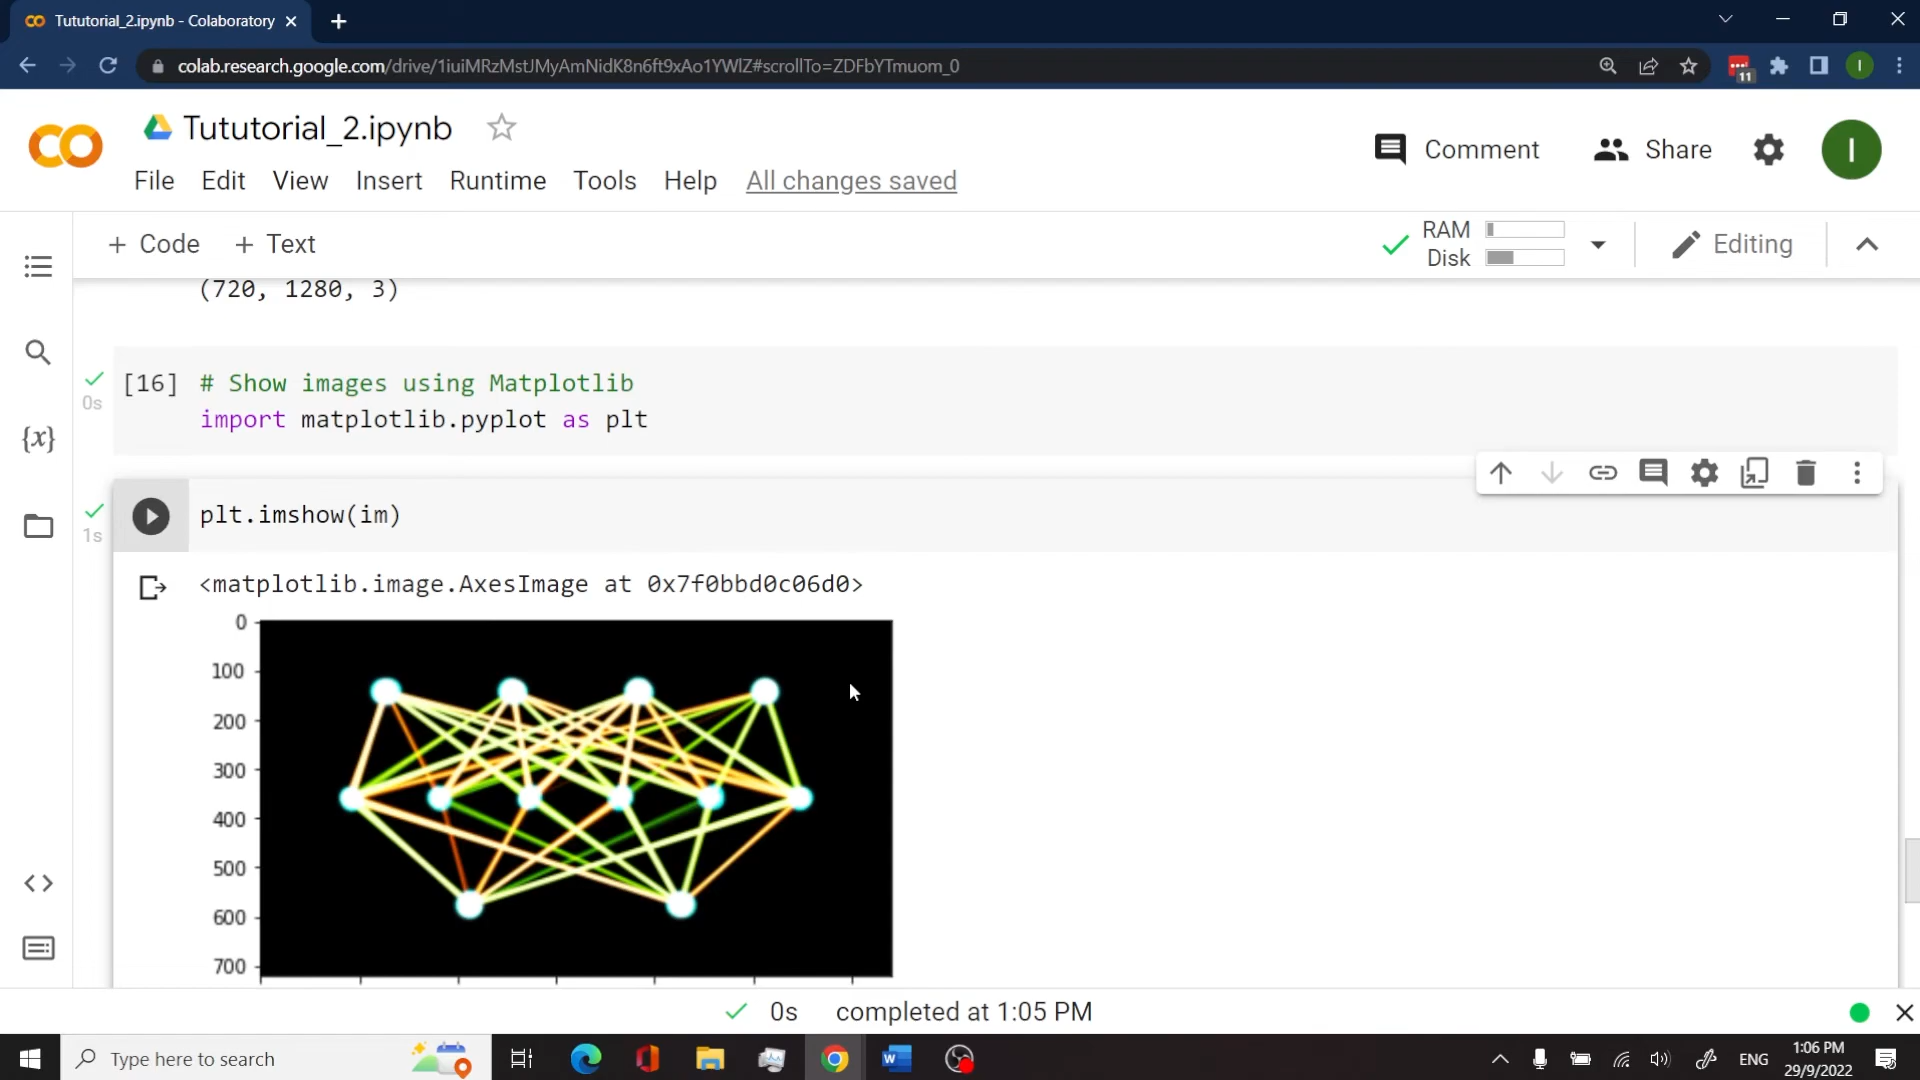 Tututorial_2.ipynb - Colaboratory
colab.research.google.com/drive/1iuiMRzMstJMyAmNidK8n6ft9xAo1YWlZ#scrollTo=ZDFbYTmuom_0
11
I
Tututorial_2.ipynb
Comment
Share
I
File Edit View Insert Runtime Tools Help All changes saved
+ Code + Text
RAM
Disk
Editing
(720, 1280, 3)
[16] # Show images using Matplotlib
0s
import matplotlib.pyplot as plt
{x}
plt.imshow(im)
1s
<matplotlib.image.AxesImage at 0x7f0bbd0c06d0>
0
100
200
300
400
500
600
700
0s completed at 1:05 PM
Type here to search
ENG
1:06 PM
29/9/2022